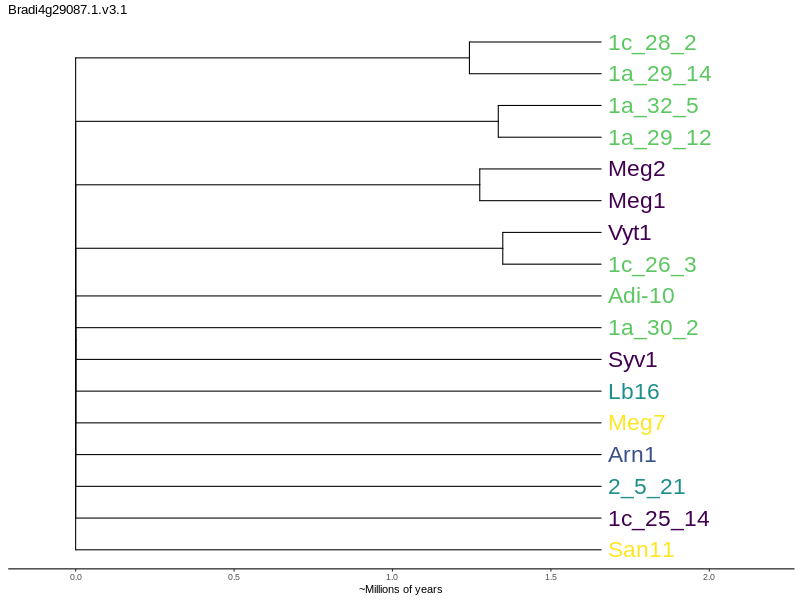 Bradi4g29087.1.v3.1
1c_28_2
1a_29_14
1a_32_5
1a_29_12
Meg2
Meg1
Vyt1
1c_26_3
Adi-10
1a_30_2
Syv1
Lb16
Meg7
Arn1
2_5_21
1c_25_14
San11
0.0 0.5 1.0 1.5 2.0
~Millions of years